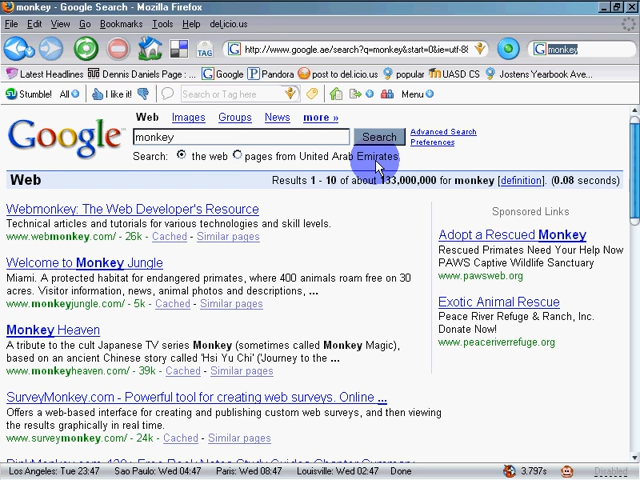 monkey - Google Search - Mozilla Firefox
File Edit View Go Bookmarks Tools Help del.icio.us
TAG
G http://www.google.ae/search?q=monkey&start=0&ie=utf-8
G monkey
Latest Headlines Dennis Daniels Page : ... Google Pandora post to del.icio.us popular UASD CS Jostens Yearbook Ave...
Stumble! All I like it! Search or Tag here Menu
Google
Web Images Groups News more »
monkey Search Advanced Search
Preferences
Search: the web pages from United Arab Emirates
Web Results 1 - 10 of about 133,000,000 for monkey [definition]. (0.08 seconds)
Webmonkey: The Web Developer's Resource
Technical articles and tutorials for various technologies and skill levels.
www.webmonkey.com/ - 26k - Cached - Similar pages
Welcome to Monkey Jungle
Miami. A protected habitat for endangered primates, where 400 animals roam free on 30
acres. Visitor information, news, animal photos and descriptions, ...
www.monkeyjungle.com/ - 5k - Cached - Similar pages
Monkey Heaven
A tribute to the cult Japanese TV series Monkey (sometimes called Monkey Magic),
based on an ancient Chinese story called 'Hsi Yu Chi' ('Journey to the ...
www.monkeyheaven.com/ - 39k - Cached - Similar pages
SurveyMonkey.com - Powerful tool for creating web surveys. Online ...
Offers a web-based interface for creating and publishing custom web surveys, and then viewing
the results graphically in real time.
www.surveymonkey.com/ - 24k - Cached - Similar pages
Sponsored Links
Adopt a Rescued Monkey
Rescued Primates Need Your Help Now
PAWS Captive Wildlife Sanctuary
www.pawsweb.org
Exotic Animal Rescue
Peace River Refuge & Ranch, Inc.
Donate Now!
www.peaceriverrefuge.org
Los Angeles: Tue 23:47 Sao Paulo: Wed 04:47 Paris: Wed 08:47 Louisville: Wed 02:47 Done 3.797s Disabled